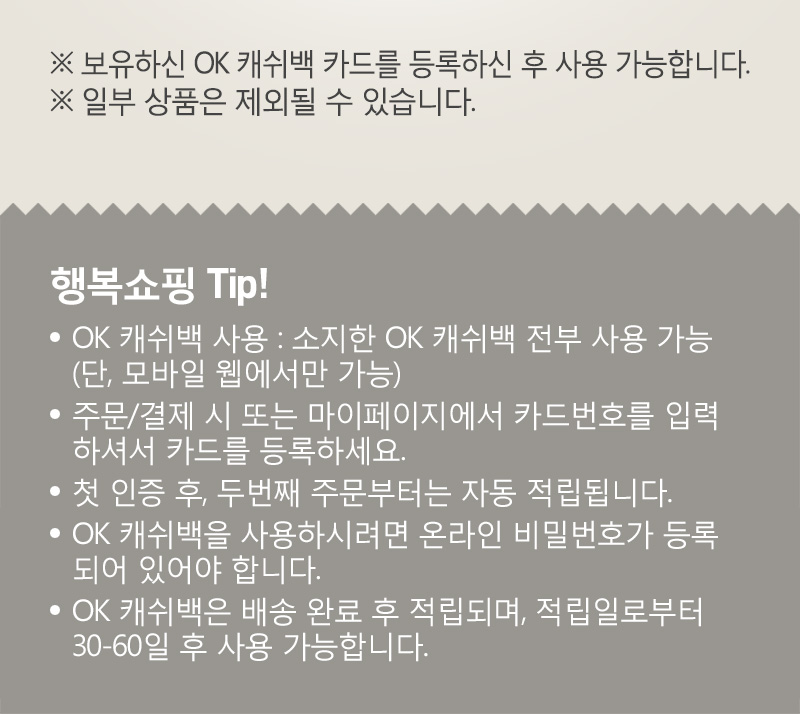 ※ 보유하신 OK 캐쉬백 카드를 등록하신 후 사용 가능합니다.
※ 일부 상품은 제외될 수 있습니다.
행복쇼핑 Tip!
• OK 캐쉬백 사용 : 소지한 OK 캐쉬백 전부 사용 가능
(단, 모바일 웹에서만 가능)
• 주문/결제 시 또는 마이페이지에서 카드번호를 입력
하셔서 카드를 등록하세요.
• 첫 인증 후, 두번째 주문부터는 자동 적립됩니다.
• OK 캐쉬백을 사용하시려면 온라인 비밀번호가 등록
되어 있어야 합니다.
• OK 캐쉬백은 배송 완료 후 적립되며, 적립일로부터
30-60일 후 사용 가능합니다.